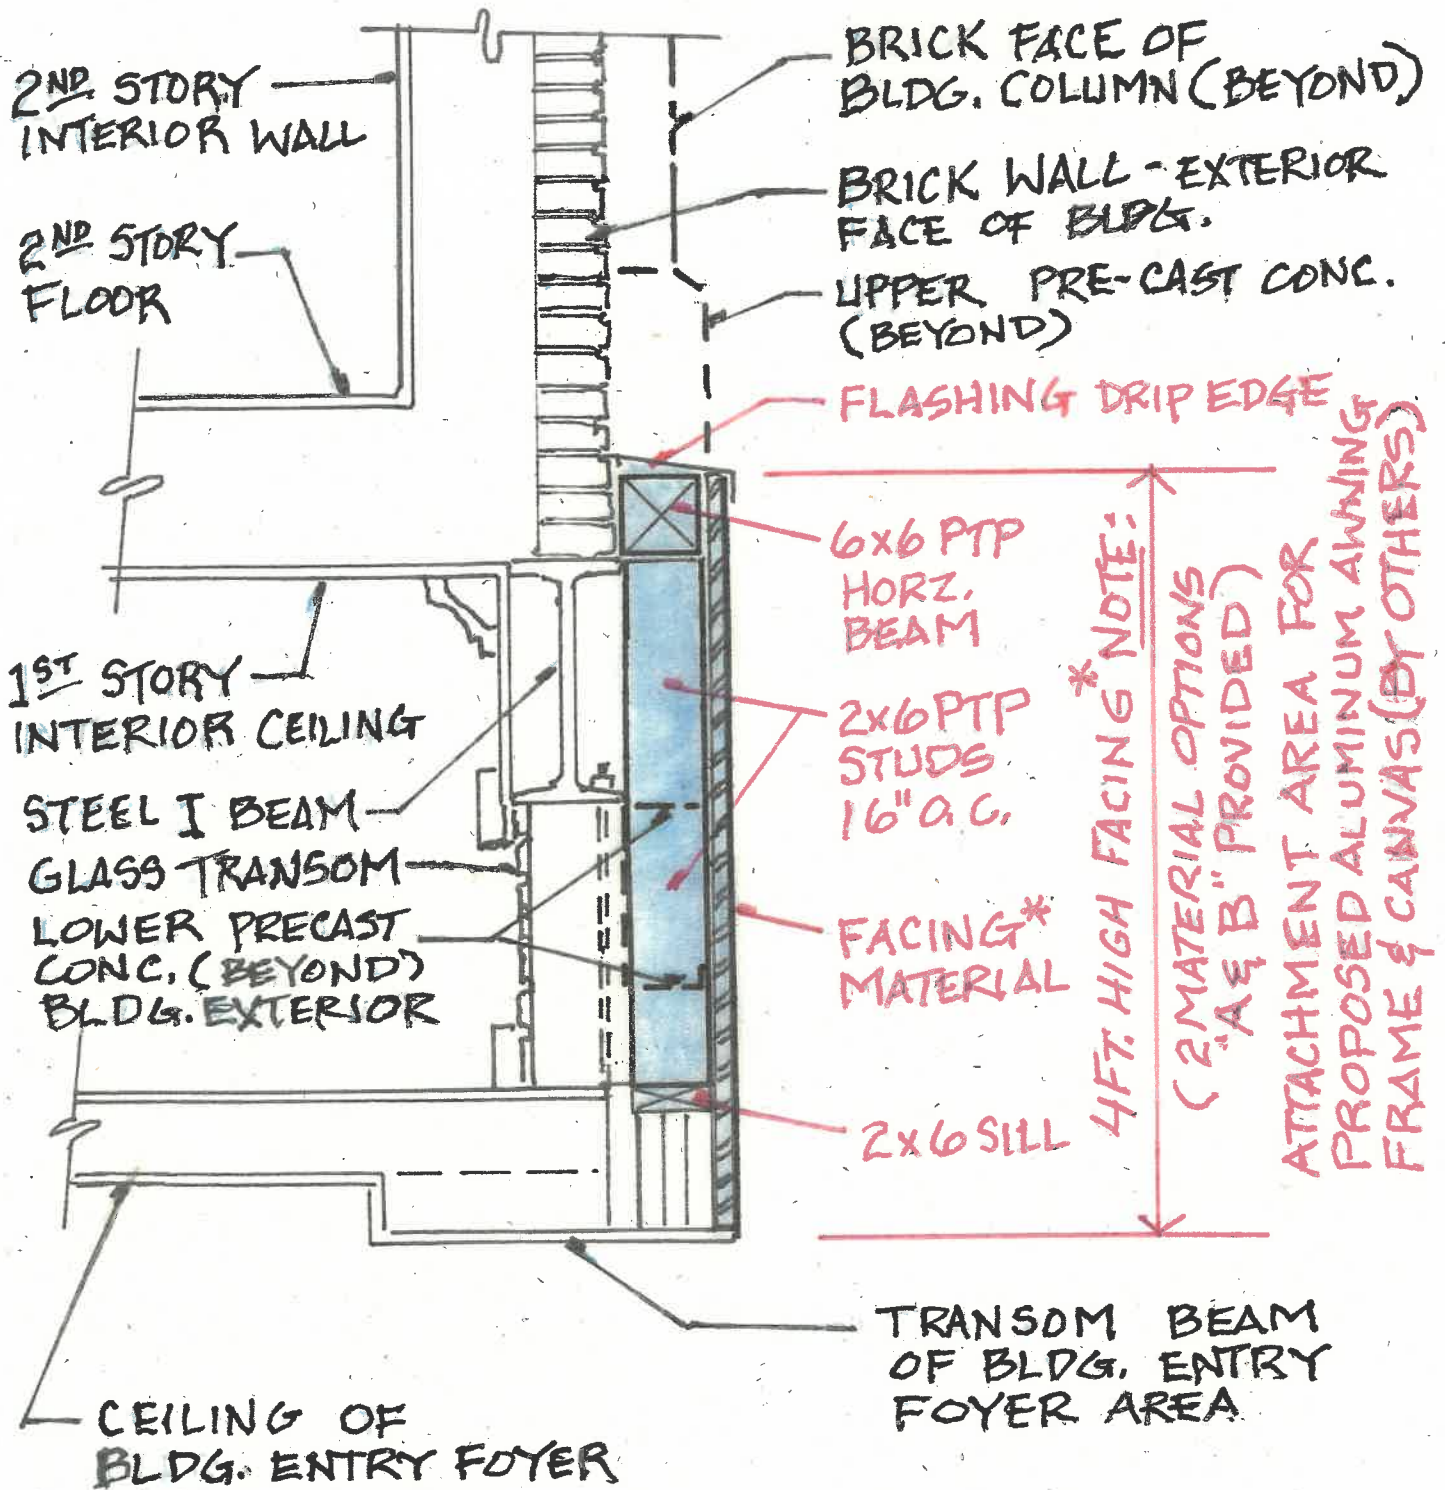 2ND STORY
INTERIOR WALL
2ND STORY
FLOOR
1ST STORY
INTERIOR CEILING
STEEL I BEAM
GLASS TRANSOM
LOWER PRECAST
CONC. (BEYOND)
BLDG. EXTERIOR
CEILING OF
BLDG. ENTRY FOYER
BRICK FACE OF
BLDG. COLUMN (BEYOND)
BRICK WALL - EXTERIOR
FACE OF BLDG.
UPPER PRE-CAST CONC.
(BEYOND)
FLASHING DRIP EDGE
6x6 PTP
HORZ.
BEAM
2x6 PTP
STUDS
16" O.C.
FACING*
MATERIAL
2x6 SILL
4FT. HIGH FACING* NOTE:
(2 MATERIAL OPTIONS
"A & B" PROVIDED)
ATTACHMENT AREA FOR
PROPOSED ALUMINUM AWNING
FRAME & CANVAS (BY OTHERS)
TRANSOM BEAM
OF BLDG. ENTRY
FOYER AREA